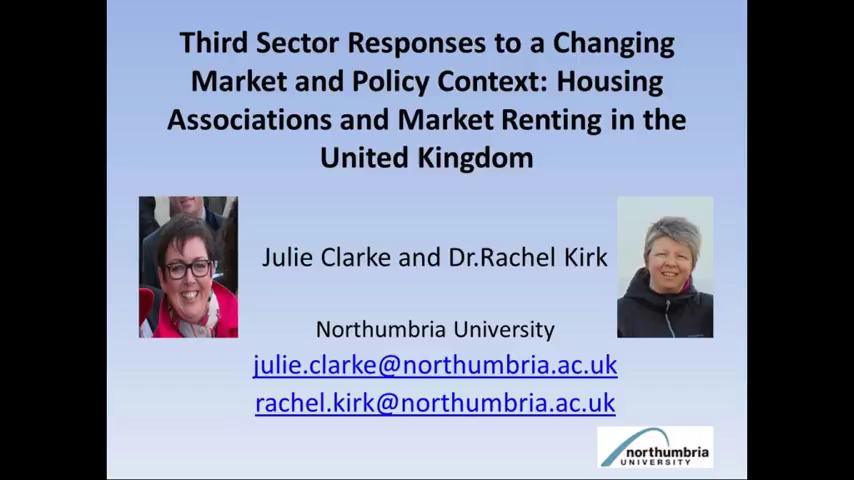 Third Sector Responses to a Changing
Market and Policy Context: Housing
Associations and Market Renting in the
United Kingdom
Julie Clarke and Dr.Rachel Kirk
Northumbria University
julie.clarke@northumbria.ac.uk
rachel.kirk@northumbria.ac.uk
northumbria
UNIVERSITY